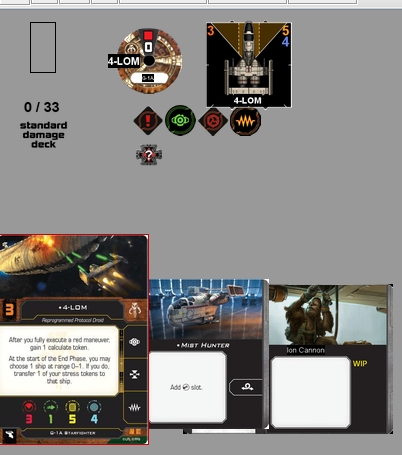 0
4-LOM
G-1A
3
5
4
4-LOM
0 / 33
standard
damage
deck
3
• 4-LOM
Reprogrammed Protocol Droid
After you fully execute a red maneuver,
gain 1 calculate token.
At the start of the End Phase, you may
choose 1 ship at range 0-1. If you do,
transfer 1 of your stress tokens to
that ship.
3 1 5 4
G-1A STARFIGHTER
• MIST HUNTER
Add slot.
Ion Cannon
WIP